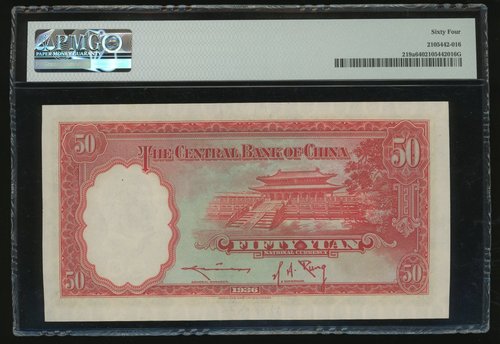 PMG
PAPER MONEY GUARANTY
Sixty Four
2105442-016
219a6402105442016G
50 50
THE CENTRAL BANK OF CHINA
FIFTY YUAN
NATIONAL CURRENCY
50 1936 50